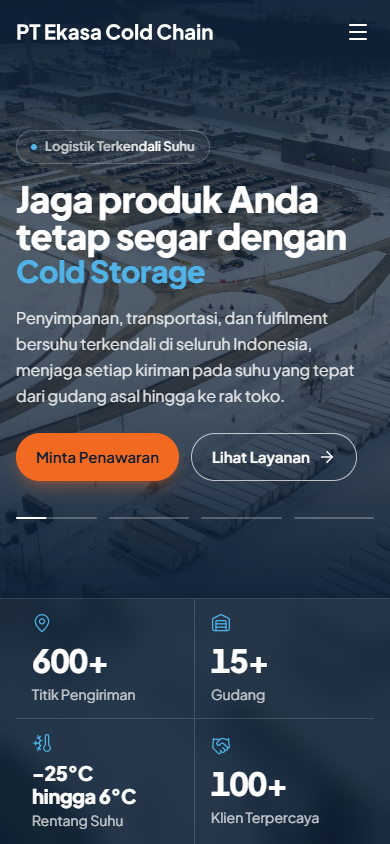 PT Ekasa Cold Chain
Logistik Terkendali Suhu
Jaga produk Anda
tetap segar dengan
Cold Storage
Penyimpanan, transportasi, dan fulfilment
bersuhu terkendali di seluruh Indonesia,
menjaga setiap kiriman pada suhu yang tepat
dari gudang asal hingga ke rak toko.
Minta Penawaran
Lihat Layanan →
600+
Titik Pengiriman
15+
Gudang
-25°C
hingga 6°C
Rentang Suhu
100+
Klien Terpercaya